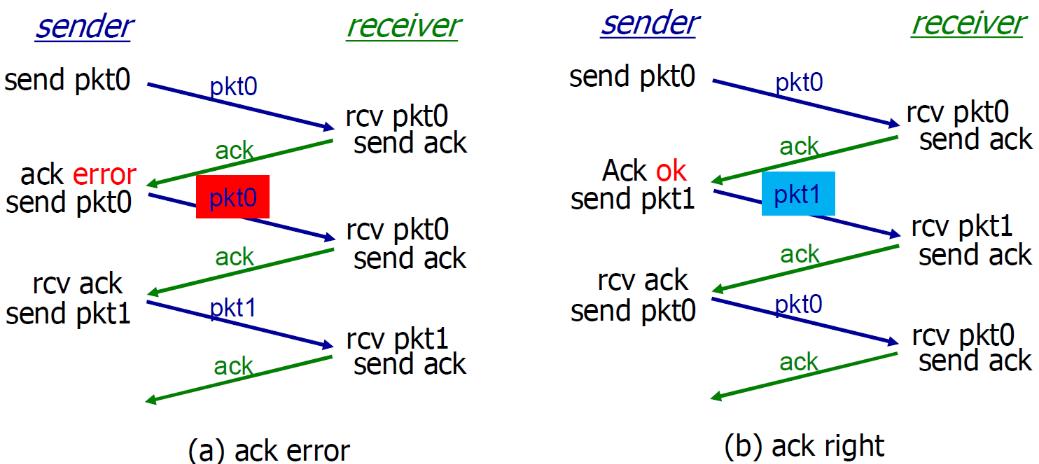 sender
receiver
send pkt0
pkt0
rcv pkt0
send ack
ack
ack error
send pkt0
pkt0
rcv pkt0
send ack
ack
rcv ack
send pkt1
pkt1
rcv pkt1
send ack
ack
(a) ack error
sender
receiver
send pkt0
pkt0
rcv pkt0
send ack
ack
Ack ok
send pkt1
pkt1
rcv pkt1
send ack
ack
rcv ack
send pkt0
pkt0
rcv pkt0
send ack
ack
(b) ack right